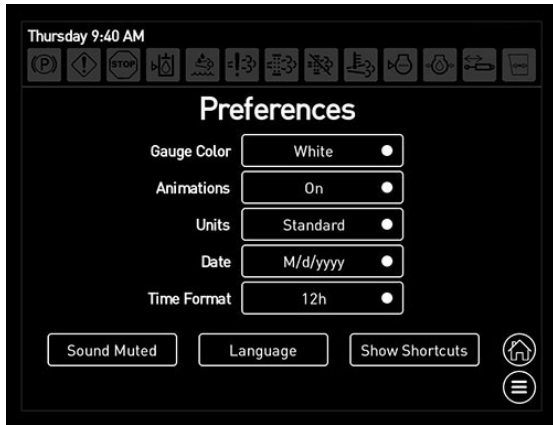 Thursday 9:40 AM
(P) STOP
Preferences
Gauge Color White
Animations On
Units Standard
Date M/d/yyyy
Time Format 12h
Sound Muted Language Show Shortcuts